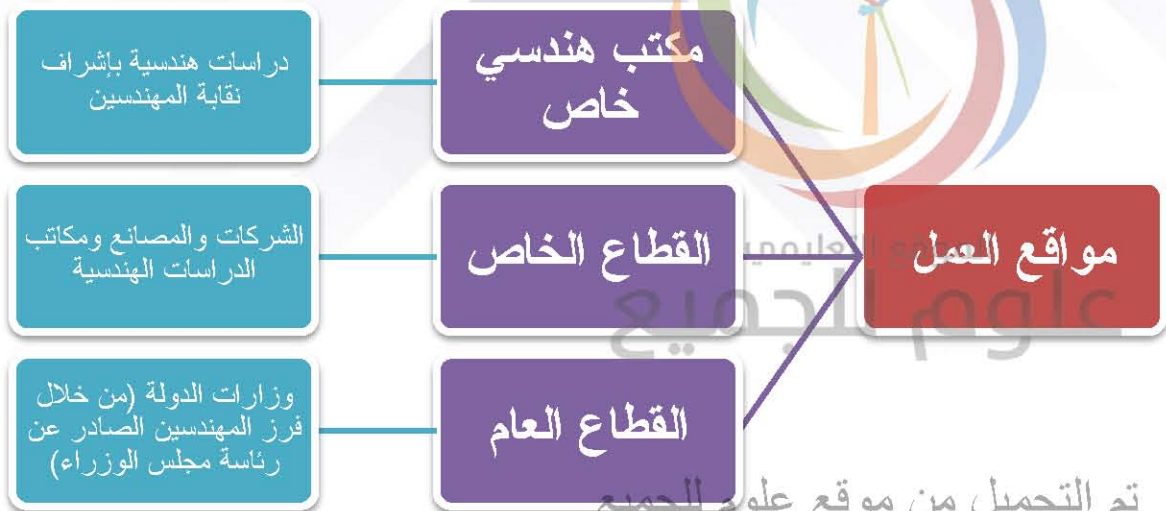 مواقع العمل
مكتب هندسي
خاص
دراسات هندسية بإشراف
نقابة المهندسين
القطاع الخاص
الشركات والمصانع ومكاتب
الدراسات الهندسية
القطاع العام
وزارات الدولة (من خلال
فرز المهندسين الصادر عن
رئاسة مجلس الوزراء)
علوم للجميع
تم التحميل من موقع علوم للجميع